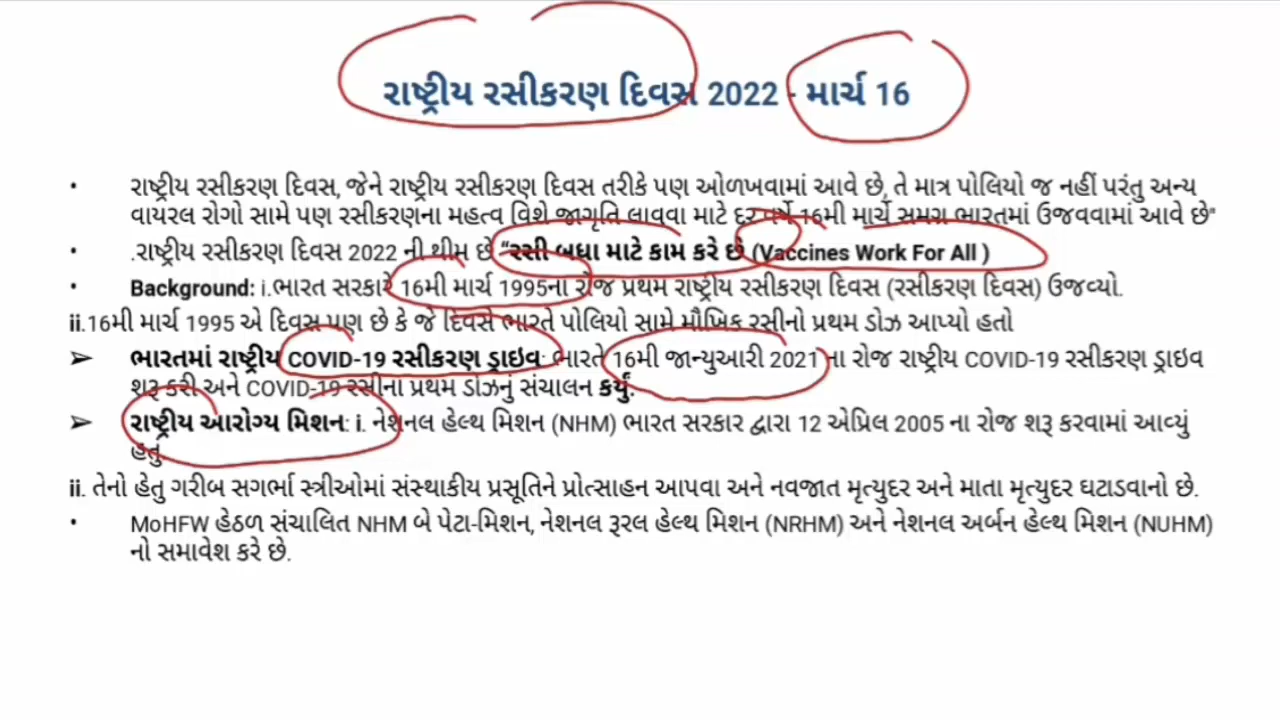 રાષ્ટ્રીય રસીકરણ દિવસ 2022 - માર્ચ 16
• રાષ્ટ્રીય રસીકરણ દિવસ, જેને રાષ્ટ્રીય રસીકરણ દિવસ તરીકે પણ ઓળખવામાં આવે છે, તે માત્ર પોલિયો જ નહીં પરંતુ અન્ય
વાયરલ રોગો સામે પણ રસીકરણના મહત્વ વિશે જાગૃતિ લાવવા માટે દર વર્ષે 16મી માર્ચે સમગ્ર ભારતમાં ઉજવવામાં આવે છે"
• .રાષ્ટ્રીય રસીકરણ દિવસ 2022 ની થીમ છે “રસી બધા માટે કામ કરે છે (Vaccines Work For All )
• Background: i.ભારત સરકારે 16મી માર્ચ 1995ના રોજ પ્રથમ રાષ્ટ્રીય રસીકરણ દિવસ (રસીકરણ દિવસ) ઉજવ્યો.
ii.16મી માર્ચ 1995 એ દિવસ પણ છે કે જે દિવસે ભારતે પોલિયો સામે મૌખિક રસીનો પ્રથમ ડોઝ આપ્યો હતો
➢ ભારતમાં રાષ્ટ્રીય COVID-19 રસીકરણ ડ્રાઇવ: ભારતે 16મી જાન્યુઆરી 2021 ના રોજ રાષ્ટ્રીય COVID-19 રસીકરણ ડ્રાઇવ
શરૂ કરી અને COVID-19 રસીના પ્રથમ ડોઝનું સંચાલન કર્યું.
➢ રાષ્ટ્રીય આરોગ્ય મિશન: i. નેશનલ હેલ્થ મિશન (NHM) ભારત સરકાર દ્વારા 12 એપ્રિલ 2005 ના રોજ શરૂ કરવામાં આવ્યું
હતું
ii. તેનો હેતુ ગરીબ સગર્ભા સ્ત્રીઓમાં સંસ્થાકીય પ્રસૂતિને પ્રોત્સાહન આપવા અને નવજાત મૃત્યુદર અને માતા મૃત્યુદર ઘટાડવાનો છે.
• MoHFW હેઠળ સંચાલિત NHM બે પેટા-મિશન, નેશનલ રૂરલ હેલ્થ મિશન (NRHM) અને નેશનલ અર્બન હેલ્થ મિશન (NUHM)
નો સમાવેશ કરે છે.